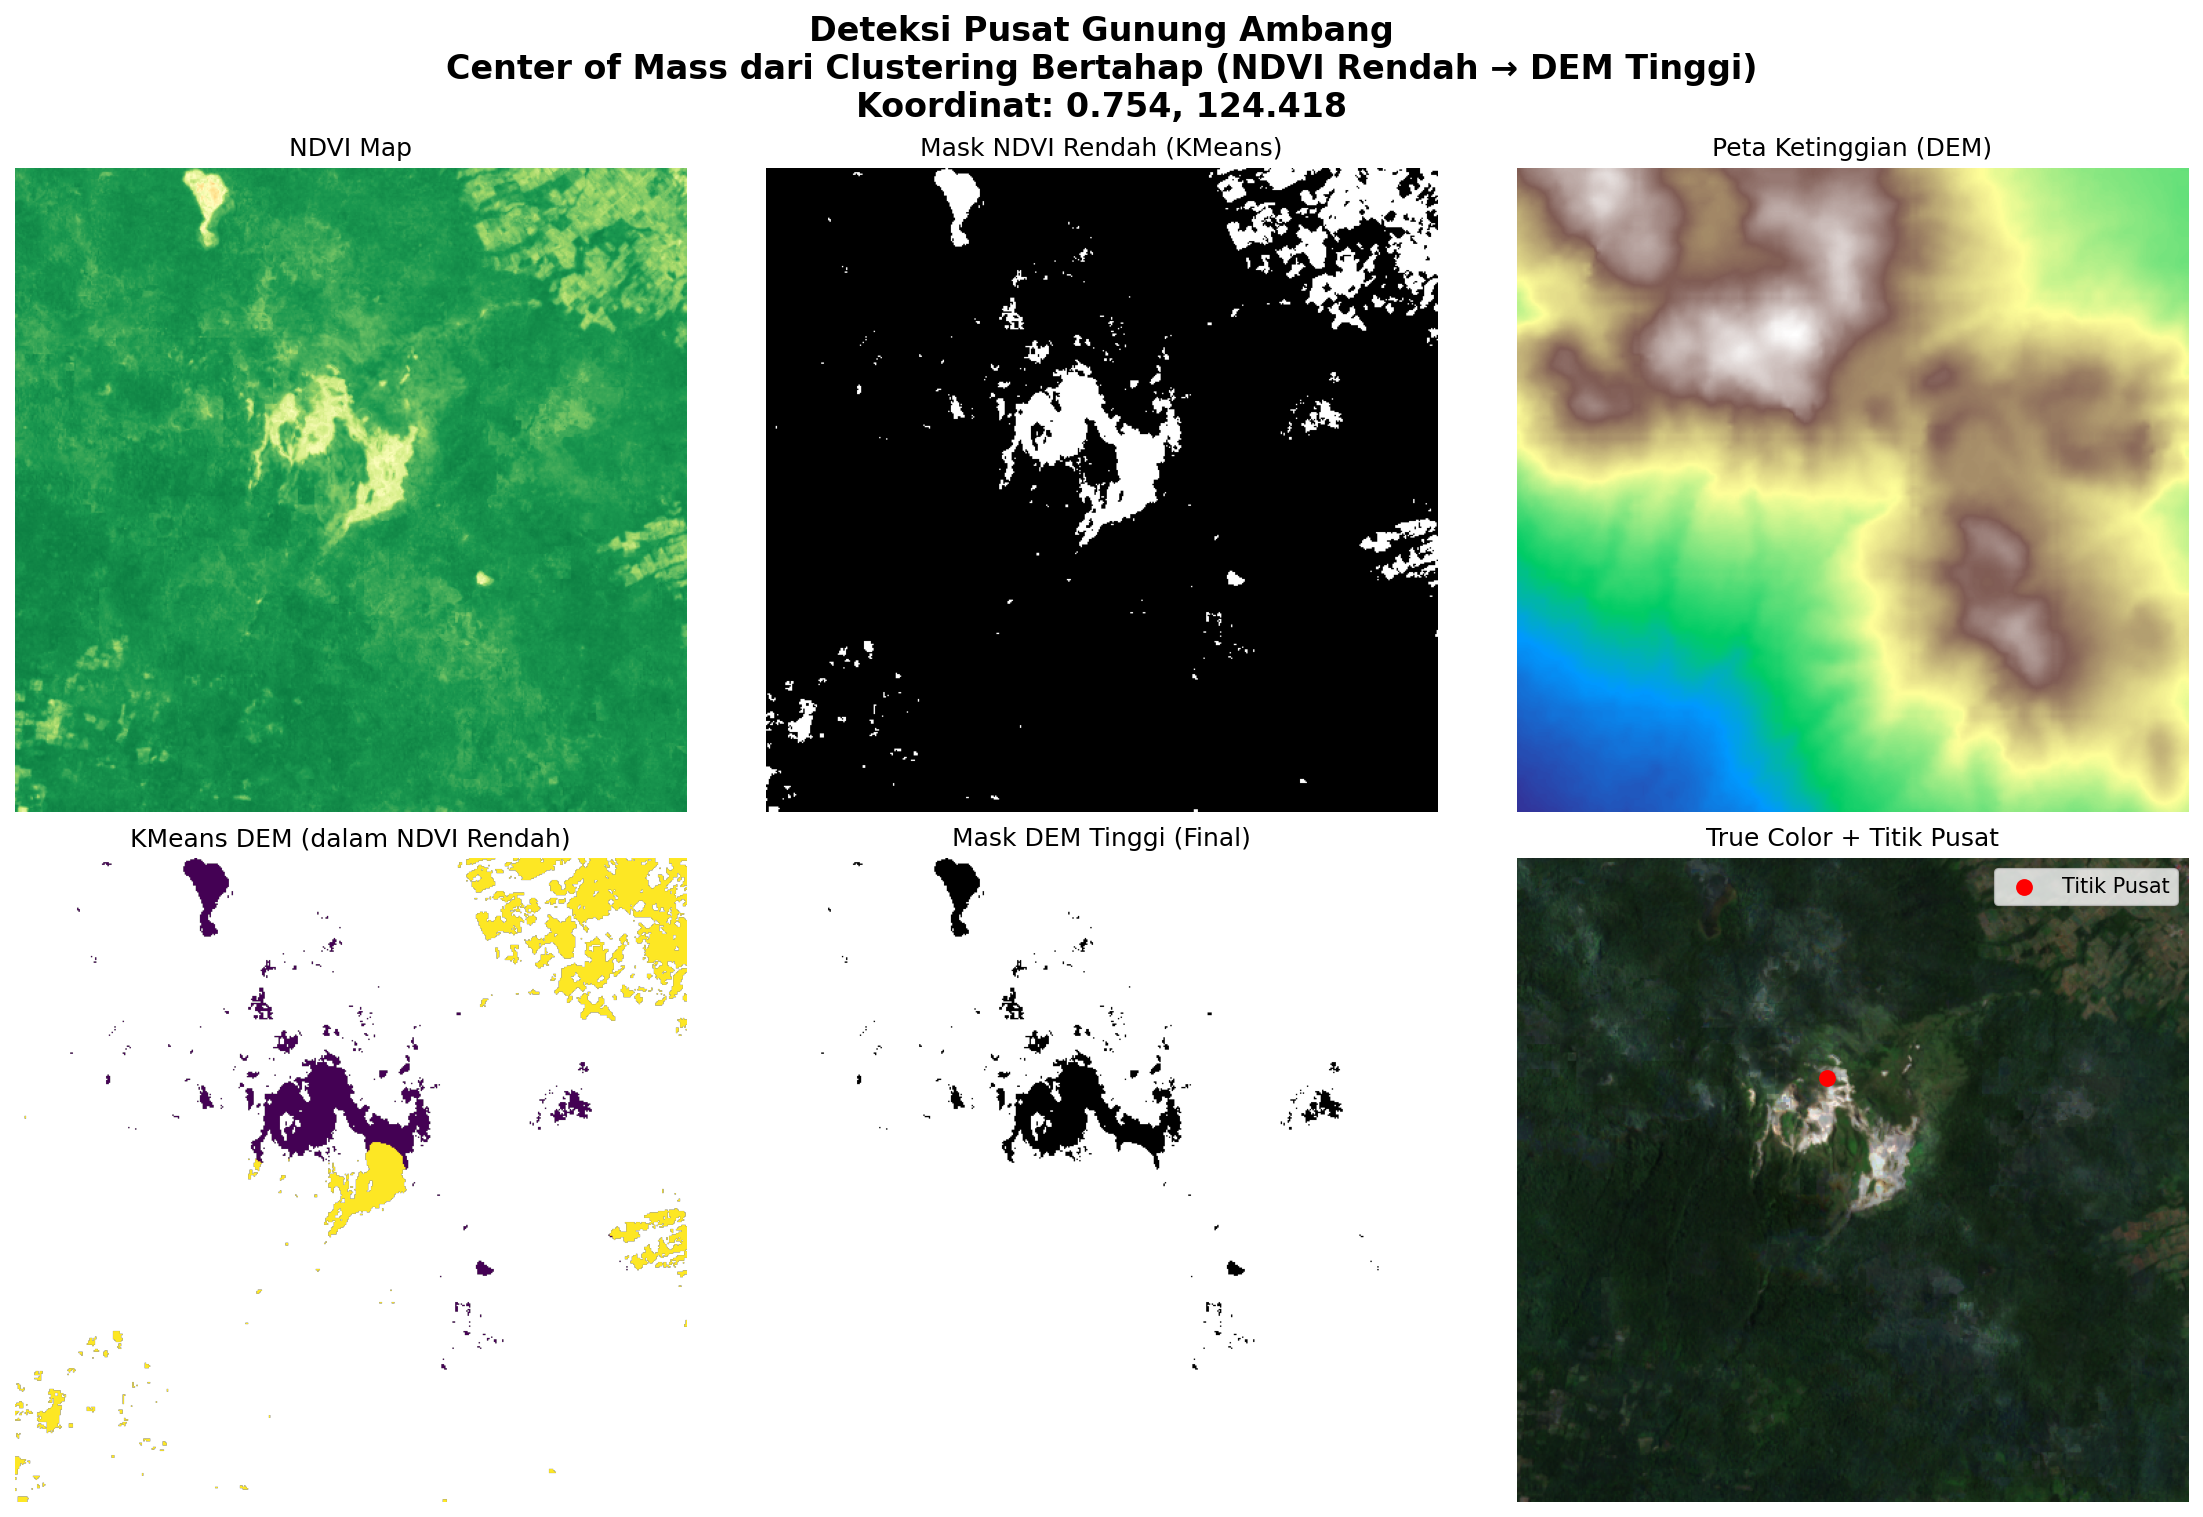 Deteksi Pusat Gunung Ambang
Center of Mass dari Clustering Bertahap (NDVI Rendah → DEM Tinggi)
Koordinat: 0.754, 124.418
NDVI Map
Mask NDVI Rendah (KMeans)
Peta Ketinggian (DEM)
KMeans DEM (dalam NDVI Rendah)
Mask DEM Tinggi (Final)
True Color + Titik Pusat
Titik Pusat